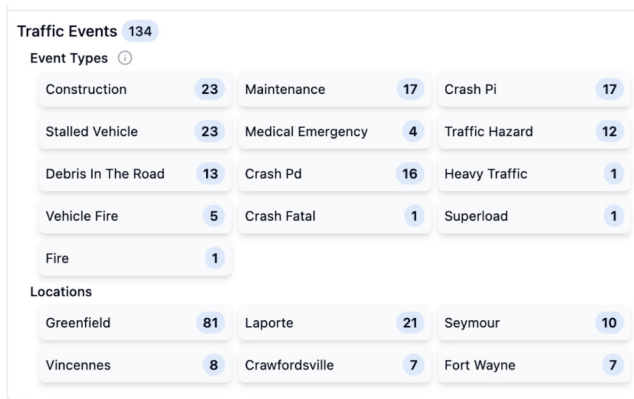 Traffic Events 134
Event Types
Construction 23 Maintenance 17 Crash Pi 17
Stalled Vehicle 23 Medical Emergency 4 Traffic Hazard 12
Debris In The Road 13 Crash Pd 16 Heavy Traffic 1
Vehicle Fire 5 Crash Fatal 1 Superload 1
Fire 1
Locations
Greenfield 81 Laporte 21 Seymour 10
Vincennes 8 Crawfordsville 7 Fort Wayne 7